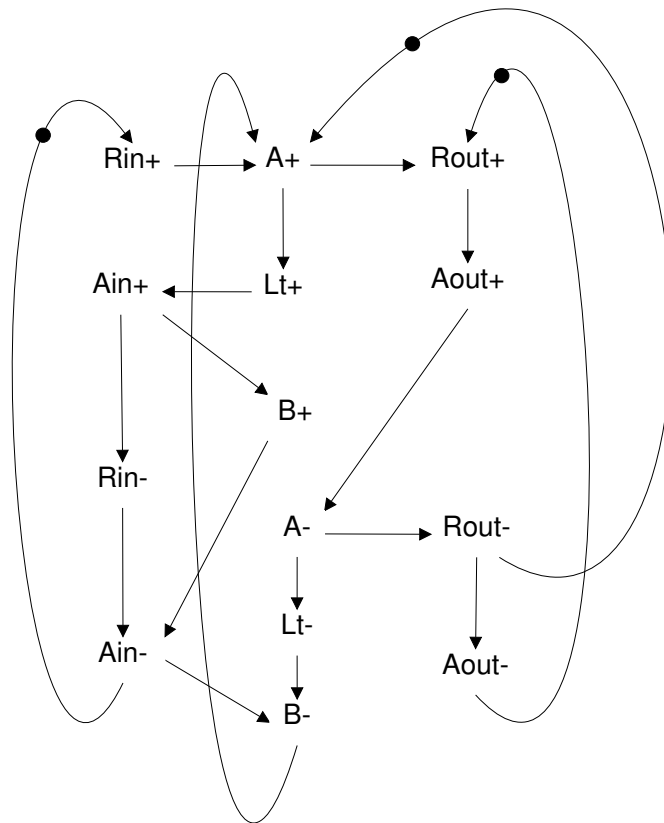 Rin+ A+ Rout+
Ain+ Lt+ Aout+
B+
Rin-
A- Rout-
Lt-
Ain- Aout-
B-